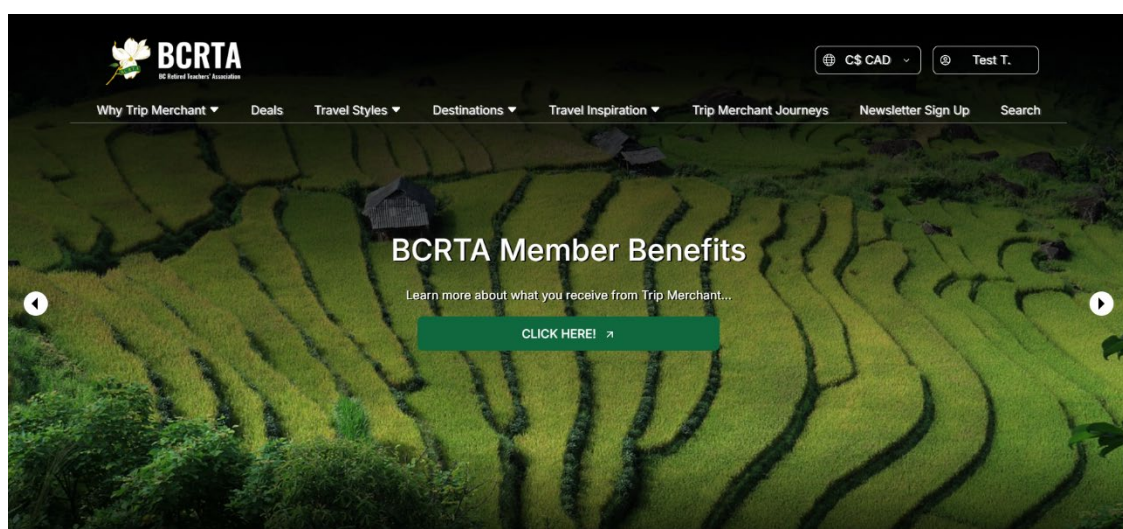 BCRTA
BC Retired Teachers' Association
C$ CAD
Test T.
Why Trip Merchant ▼ Deals Travel Styles ▼ Destinations ▼ Travel Inspiration ▼ Trip Merchant Journeys Newsletter Sign Up Search
BCRTA Member Benefits
Learn more about what you receive from Trip Merchant...
CLICK HERE!